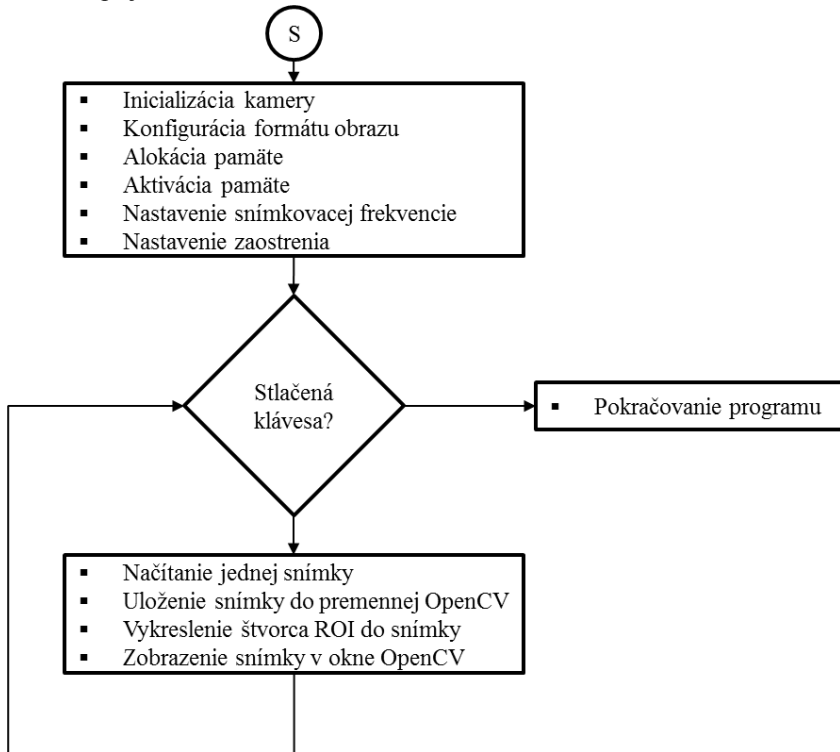 S
▪ Inicializácia kamery
▪ Konfigurácia formátu obrazu
▪ Alokácia pamäte
▪ Aktivácia pamäte
▪ Nastavenie snímkovacej frekvencie
▪ Nastavenie zaostrenia
Stlačená
klávesa?
▪ Pokračovanie programu
▪ Načítanie jednej snímky
▪ Uloženie snímky do premennej OpenCV
▪ Vykreslenie štvorca ROI do snímky
▪ Zobrazenie snímky v okne OpenCV